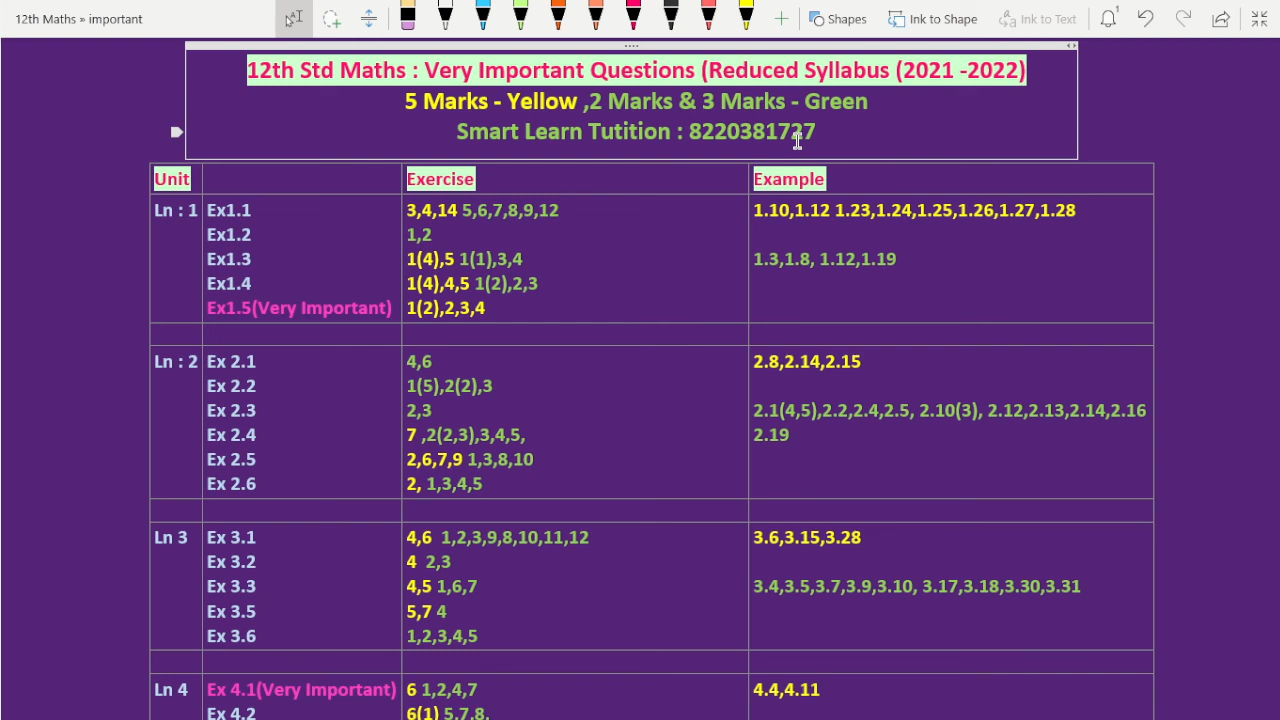 12th Maths » important
Shapes
Ink to Shape
Ink to Text
12th Std Maths : Very Important Questions (Reduced Syllabus (2021 -2022)
5 Marks - Yellow ,2 Marks & 3 Marks - Green
Smart Learn Tutition : 8220381727
Unit Exercise Example
Ln : 1 Ex1.1 3,4,14 5,6,7,8,9,12 1.10,1.12 1.23,1.24,1.25,1.26,1.27,1.28
Ex1.2 1,2
Ex1.3 1(4),5 1(1),3,4 1.3,1.8, 1.12,1.19
Ex1.4 1(4),4,5 1(2),2,3
Ex1.5(Very Important) 1(2),2,3,4
Ln : 2 Ex 2.1 4,6 2.8,2.14,2.15
Ex 2.2 1(5),2(2),3
Ex 2.3 2,3 2.1(4,5),2.2,2.4,2.5, 2.10(3), 2.12,2.13,2.14,2.16
Ex 2.4 7 ,2(2,3),3,4,5, 2.19
Ex 2.5 2,6,7,9 1,3,8,10
Ex 2.6 2, 1,3,4,5
Ln 3 Ex 3.1 4,6 1,2,3,9,8,10,11,12 3.6,3.15,3.28
Ex 3.2 4 2,3
Ex 3.3 4,5 1,6,7 3.4,3.5,3.7,3.9,3.10, 3.17,3.18,3.30,3.31
Ex 3.5 5,7 4
Ex 3.6 1,2,3,4,5
Ln 4 Ex 4.1(Very Important) 6 1,2,4,7 4.4,4.11
Ex 4.2 6(1) 5,7,8,